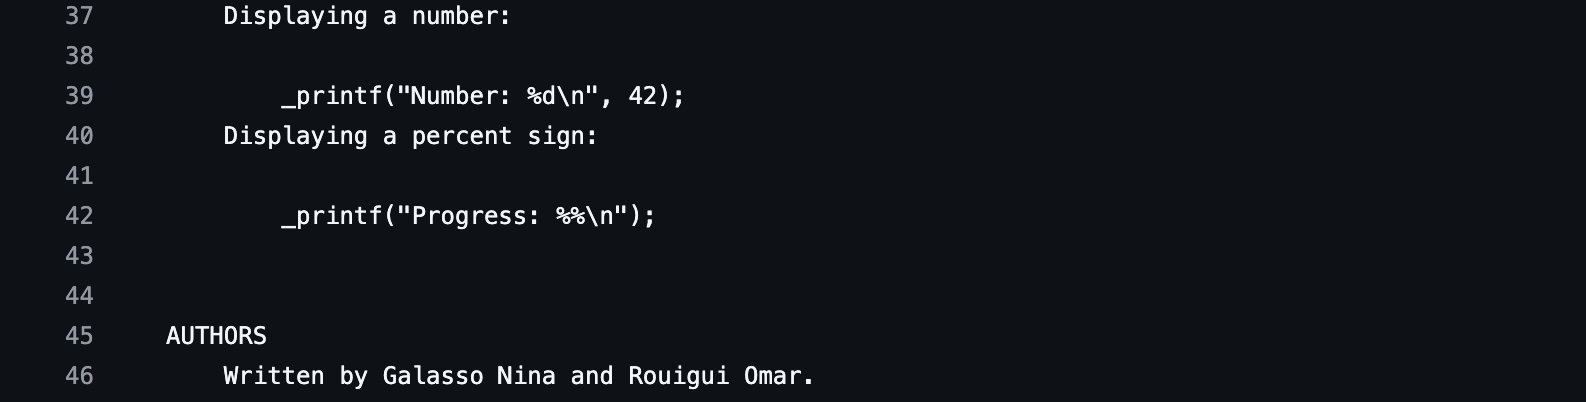 37 Displaying a number:
38
39 _printf("Number: %d\n", 42);
40 Displaying a percent sign:
41
42 _printf("Progress: %%\n");
43
44
45 AUTHORS
46 Written by Galasso Nina and Rouigui Omar.